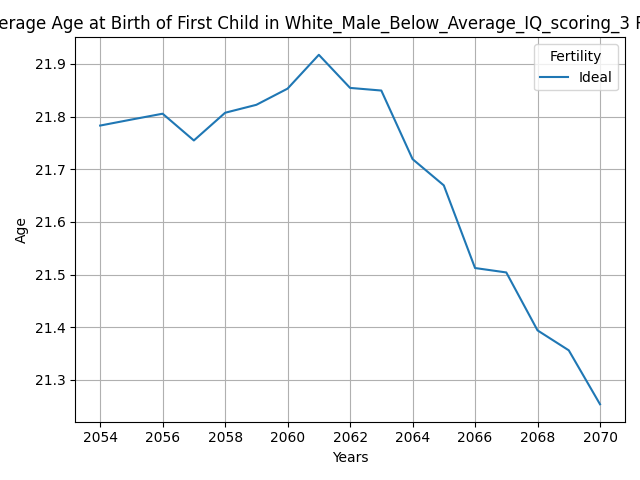 erage Age at Birth of First Child in White_Male_Below_Average_IQ_scoring_3
Fertility
Ideal
21.9
21.8
21.7
21.6
21.5
21.4
21.3
Age
2054 2056 2058 2060 2062 2064 2066 2068 2070
Years